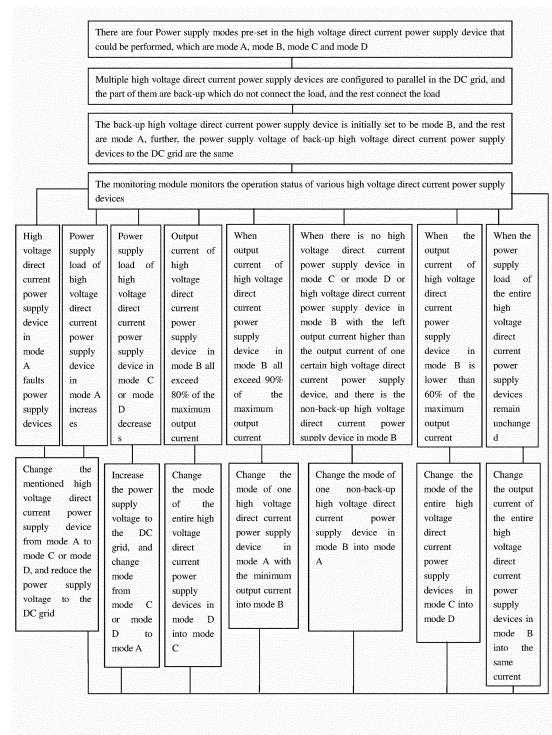 There are four Power supply modes pre-set in the high voltage direct current power supply device that
could be performed, which are mode A, mode B, mode C and mode D
Multiple high voltage direct current power supply devices are configured to parallel in the DC grid, and
the part of them are back-up which do not connect the load, and the rest connect the load
The back-up high voltage direct current power supply device is initially set to be mode B, and the rest
are mode A, further, the power supply voltage of back-up high voltage direct current power supply
devices to the DC grid are the same
The monitoring module monitors the operation status of various high voltage direct current power supply
devices
High
voltage
direct
current
power
supply
device
in
mode
A
faults
power
supply
devices
Power
supply
load of
high
voltage
direct
current
power
supply
device
in
mode A
increas
es
Power
supply
load of
high
voltage
direct
current
power
supply
device in
mode C
or mode
D
decrease
s
Output
current of
high
voltage
direct
current
power
supply
device in
mode B all
exceed
80% of the
maximum
output
current
When
output
current of
high voltage
direct
current
power
supply
device in
mode B all
exceed 90%
of the
maximum
output
current
When there is no high
voltage direct current
power supply device in
mode C or mode D or
high voltage direct current
power supply device in
mode B with the left
output current higher than
the output current of one
certain high voltage direct
current power supply
device, and there is the
non-back-up high voltage
direct current power
supply device in mode B
When the
output
current of
high voltage
direct
current
power
supply
device in
mode B is
lower than
60% of the
maximum
output
current
When the
power
supply
load of the
entire high
voltage
direct
current
power
supply
devices
remain
unchange
d
Change the
mentioned high
voltage direct
current power
supply device
from mode A to
mode C or mode
D, and reduce the
power supply
voltage to the
DC grid
Increase
the power
supply
voltage to
the DC
grid, and
change
mode
from
mode C
or mode
D to
mode A
Change
the mode
of the
entire high
voltage
direct
current
power
supply
devices in
mode D
into mode
C
Change the
mode of one
high voltage
direct current
power supply
device in
mode A with
the minimum
output current
into mode B
Change the mode of
one non-back-up
high voltage direct
current power
supply device in
mode B into mode
A
Change the
mode of the
entire high
voltage
direct
current
power
supply
devices in
mode C into
mode D
Change
the output
current of
the entire
high
voltage
direct
current
power
supply
devices in
mode B
into the
same
current